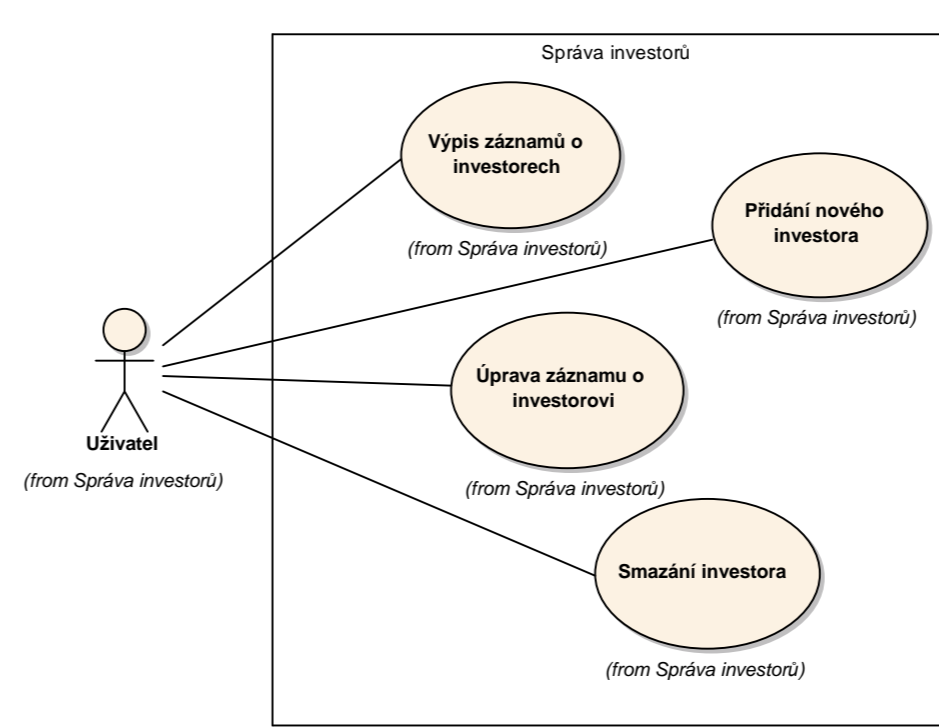 Správa investorů
Výpis záznamů o
investorech
(from Správa investorů)
Přidání nového
investora
(from Správa investorů)
Úprava záznamu o
investorovi
(from Správa investorů)
Uživatel
(from Správa investorů)
Smazání investora
(from Správa investorů)